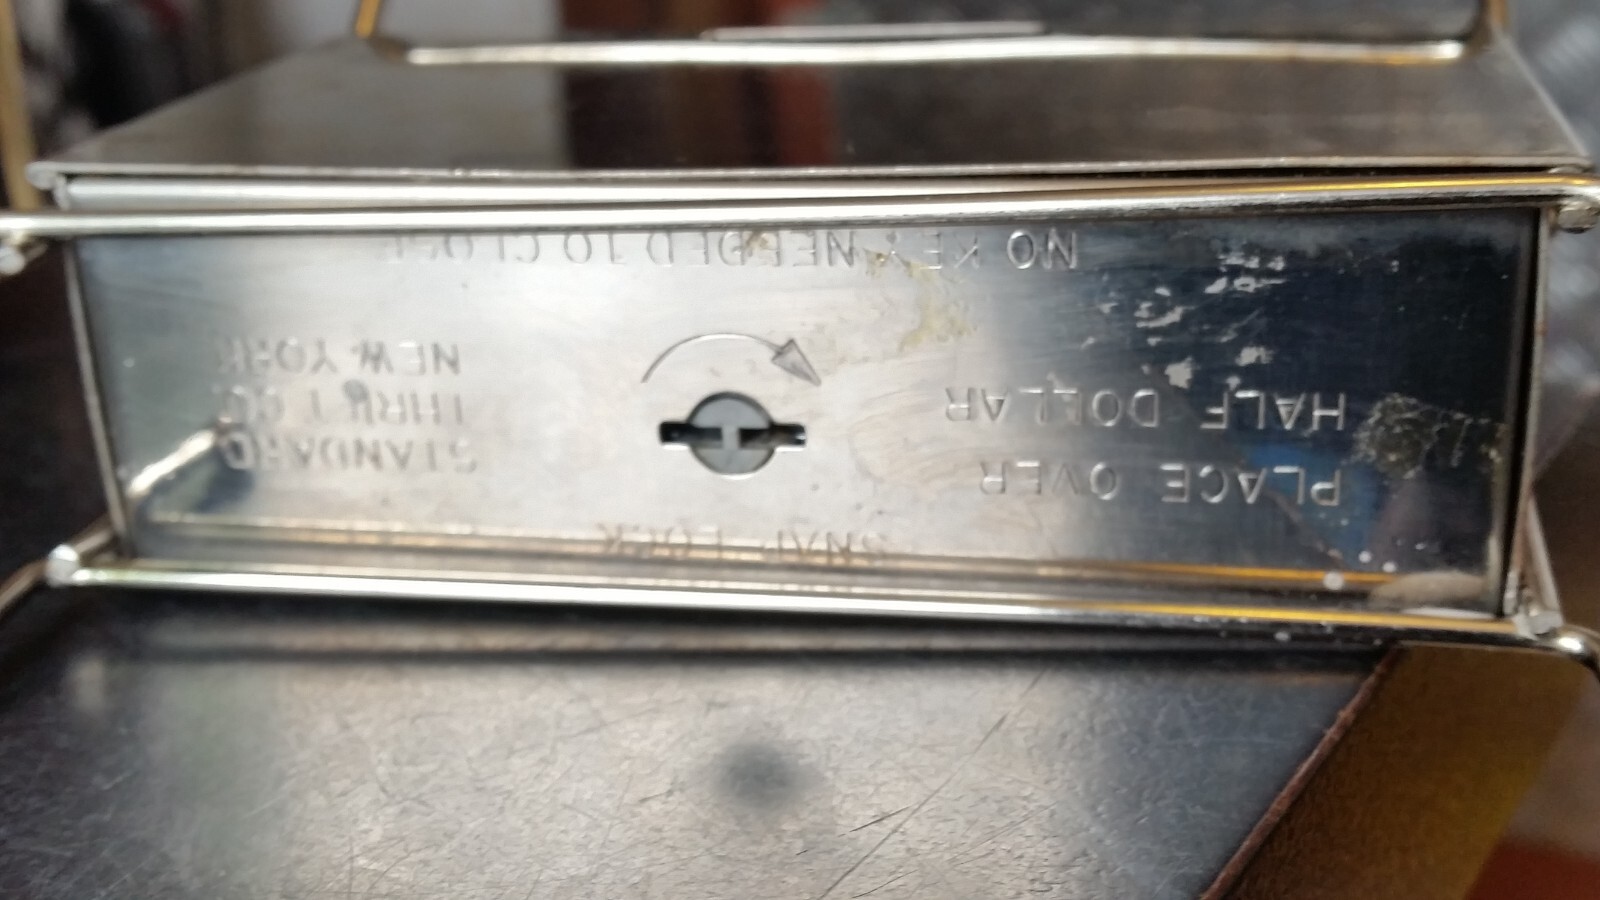 SNAP LOCK
PLACE OVER
HALF DOLLAR
STANDARD
THRIFT CO.
NEW YORK
NO KEY NEEDED TO CLOSE